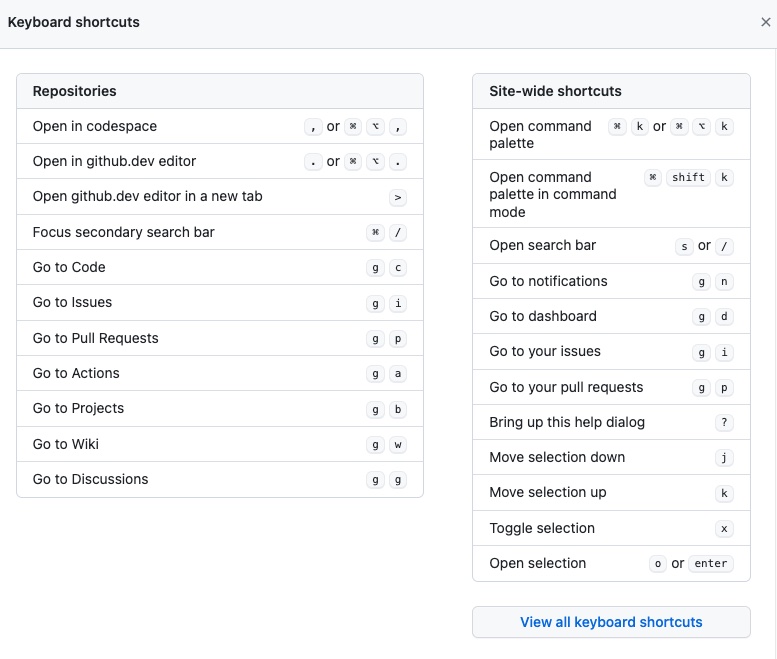 Keyboard shortcuts ×
Repositories
Open in codespace , or ⌘ ⌥ ,
Open in github.dev editor . or ⌘ ⌥ .
Open github.dev editor in a new tab >
Focus secondary search bar ⌘ /
Go to Code g c
Go to Issues g i
Go to Pull Requests g p
Go to Actions g a
Go to Projects g b
Go to Wiki g w
Go to Discussions g g
Site-wide shortcuts
Open command ⌘ k or ⌘ ⌥ k
palette
Open command ⌘ shift k
palette in command
mode
Open search bar s or /
Go to notifications g n
Go to dashboard g d
Go to your issues g i
Go to your pull requests g p
Bring up this help dialog ?
Move selection down j
Move selection up k
Toggle selection x
Open selection o or enter
View all keyboard shortcuts